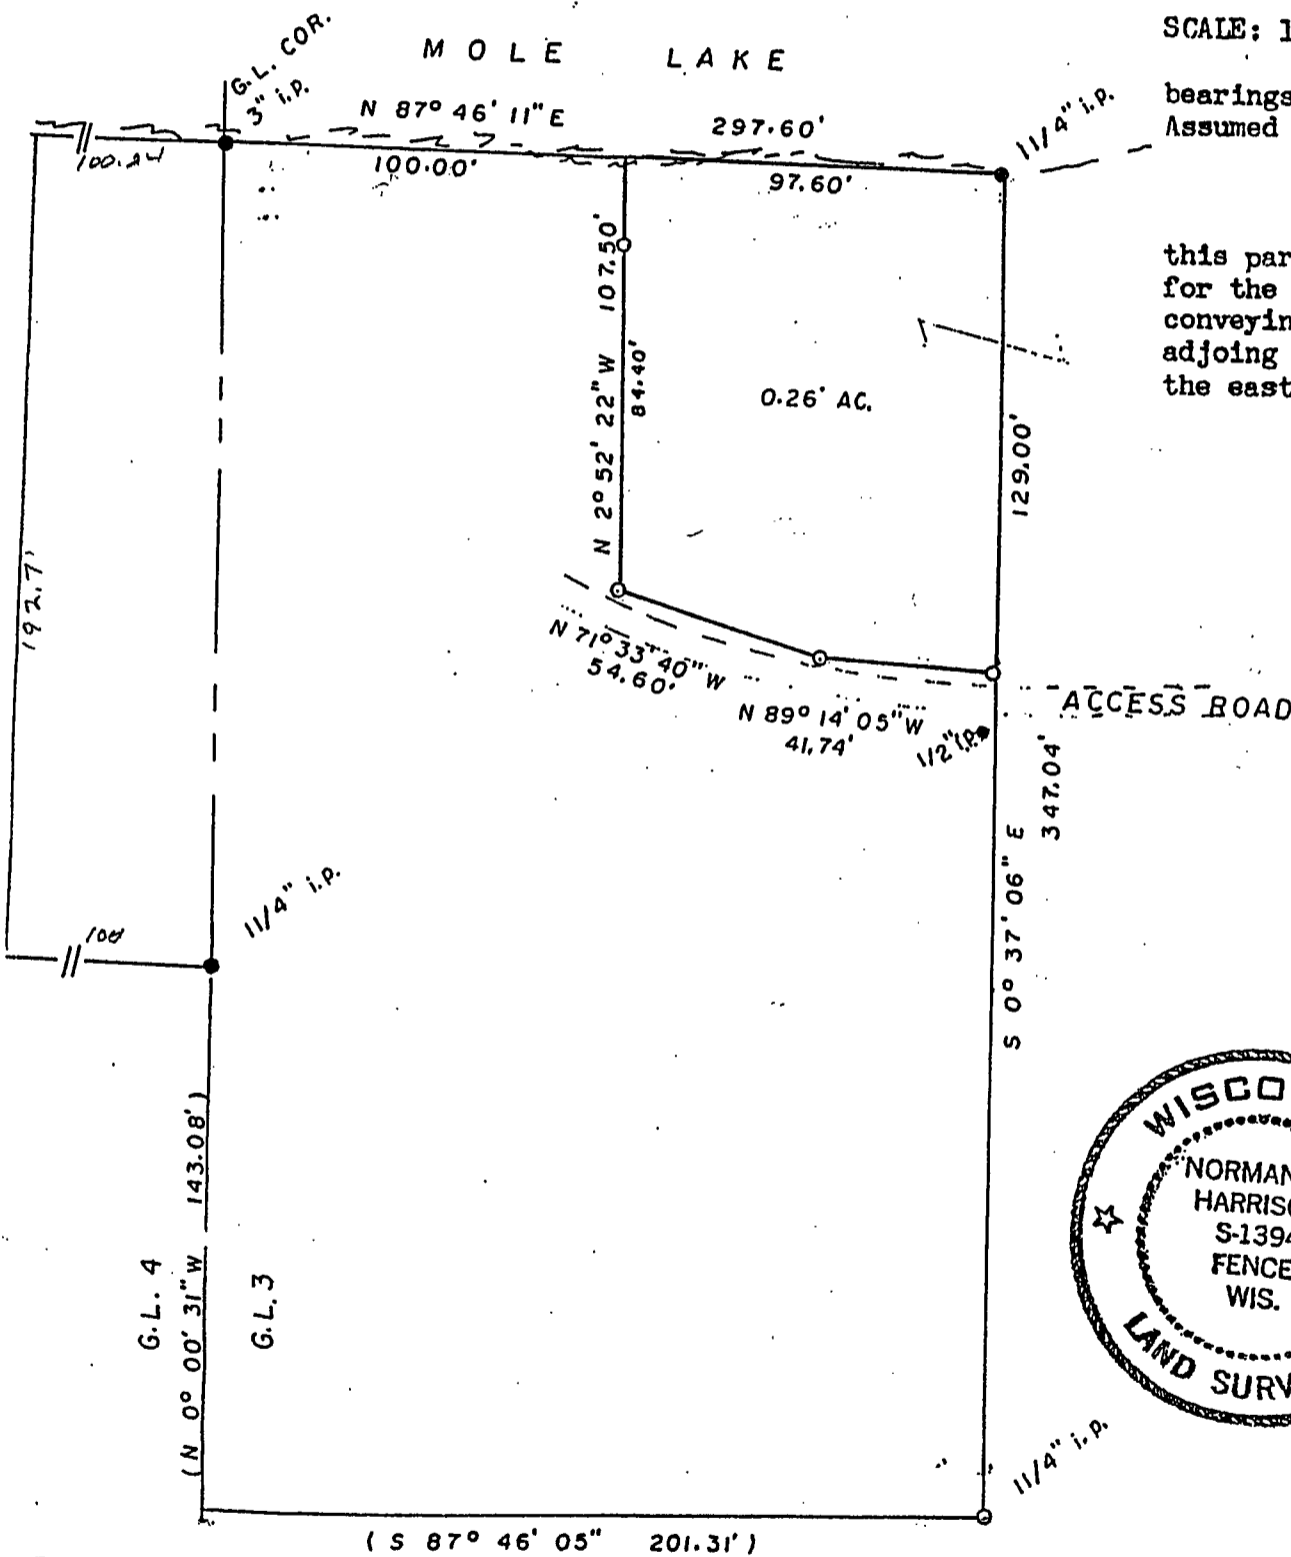 SCALE: 1
G.L. COR.
3" i.p.
MOLE LAKE
bearings
Assumed
N 87° 46' 11" E
297.60'
11/4" i.p.
100.24
100.00'
97.60'
this par
for the
conveyin
adjoing
the east
N 2° 52' 22" W 107.50'
84.40'
0.26' AC.
129.00'
192.7'
N 71° 33' 40" W
54.60'
N 89° 14' 05" W
41.74'
1/2" i.p.
ACCESS ROAD
347.04'
S 0° 37' 06" E
11/4" i.p.
100
WISCO
NORMAN
HARRISO
S-1394
FENCE
WIS.
LAND SURV
(N 0° 00' 31" W 143.08')
G.L. 4
G.L. 3
11/4" i.p.
( S 87° 46' 05" 201.31')